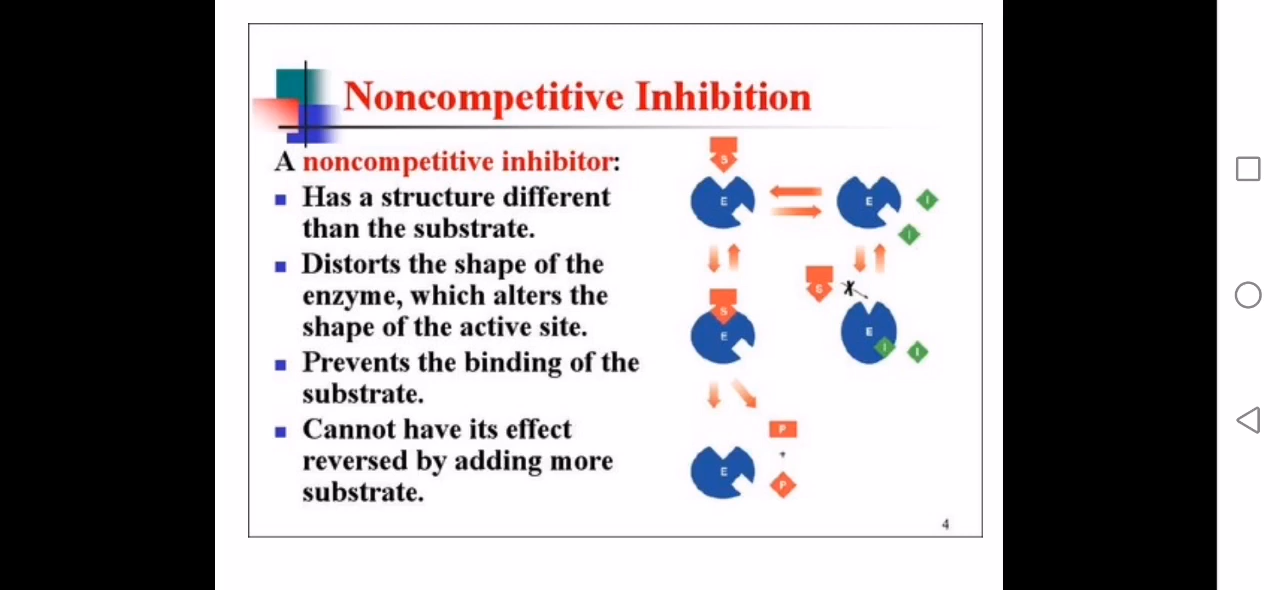 Noncompetitive Inhibition
A noncompetitive inhibitor:
Has a structure different
than the substrate.
Distorts the shape of the
enzyme, which alters the
shape of the active site.
Prevents the binding of the
substrate.
Cannot have its effect
reversed by adding more
substrate.
S
E
E
I
I
S
E
S
X
E
I
I
E
P
+
P
4